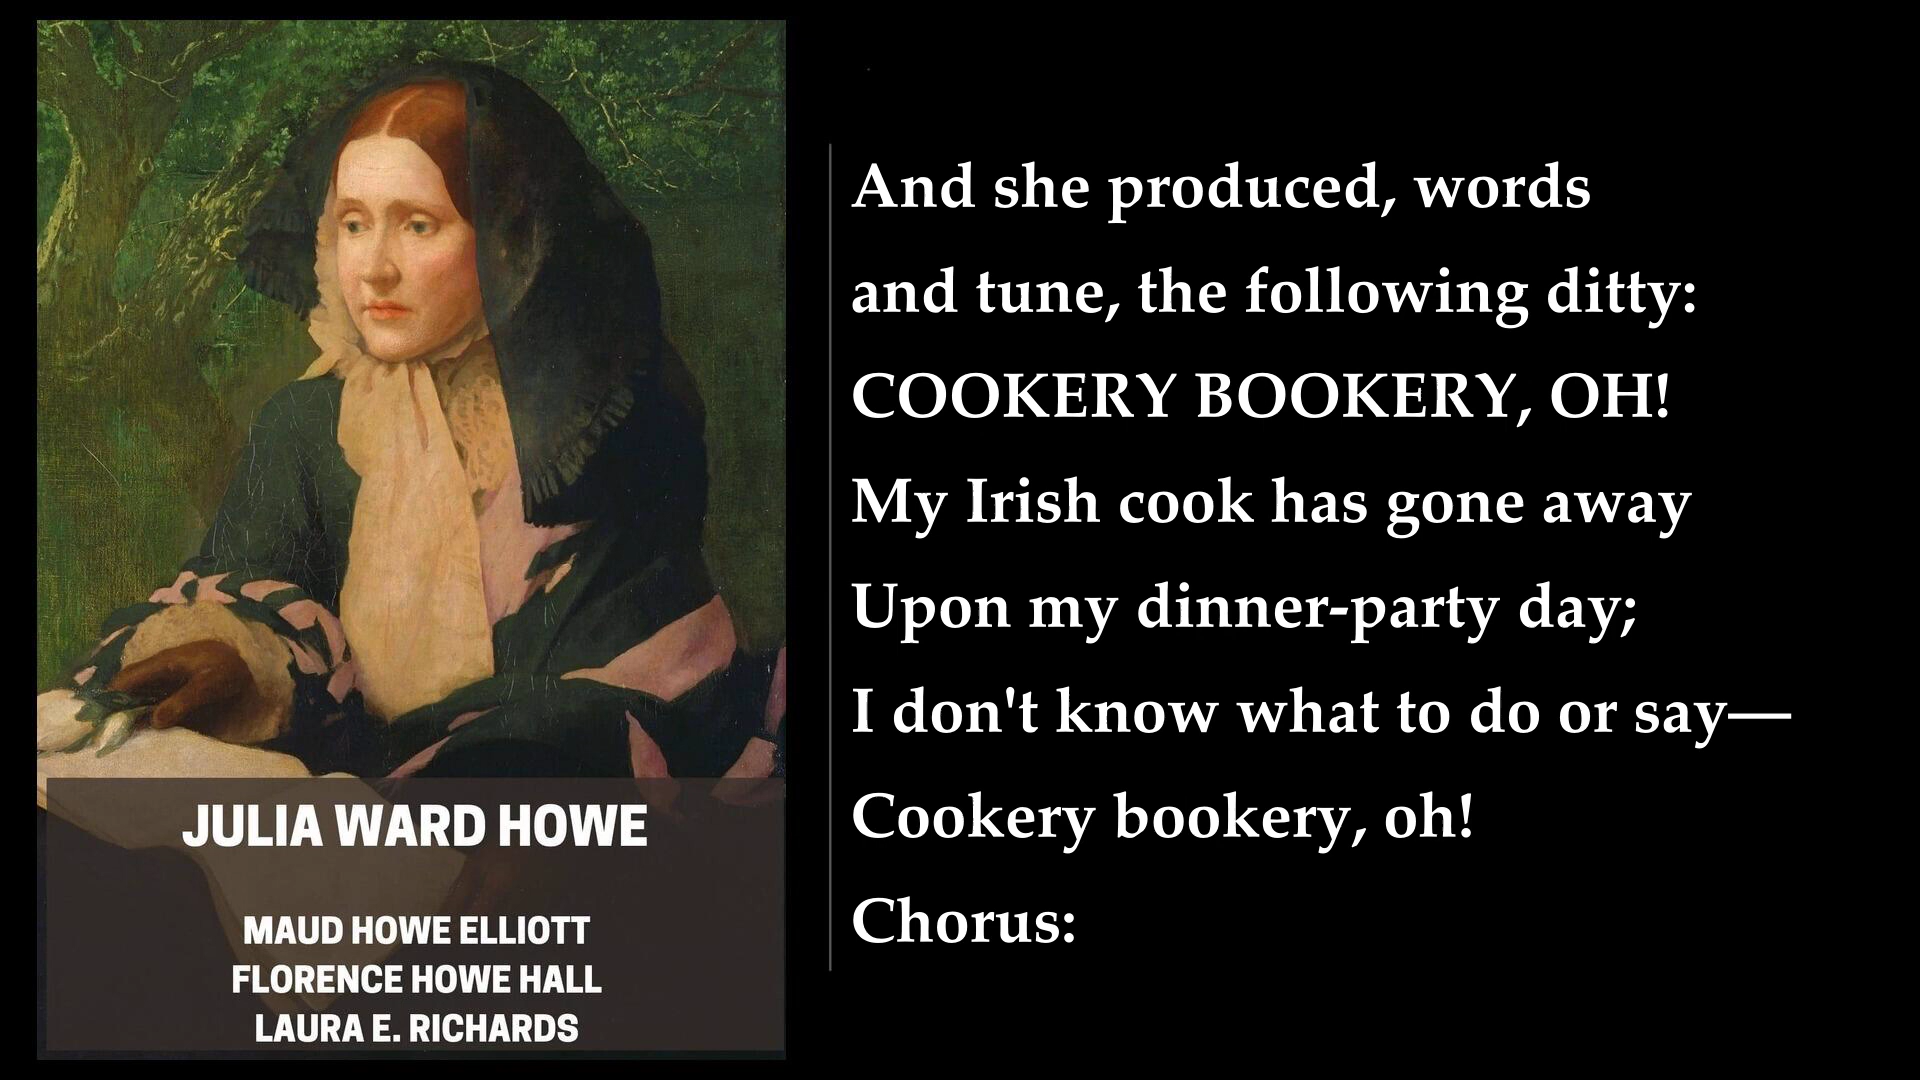 JULIA WARD HOWE
MAUD HOWE ELLIOTT
FLORENCE HOWE HALL
LAURA E. RICHARDS
And she produced, words
and tune, the following ditty:
COOKERY BOOKERY, OH!
My Irish cook has gone away
Upon my dinner-party day;
I don't know what to do or say—
Cookery bookery, oh!
Chorus: